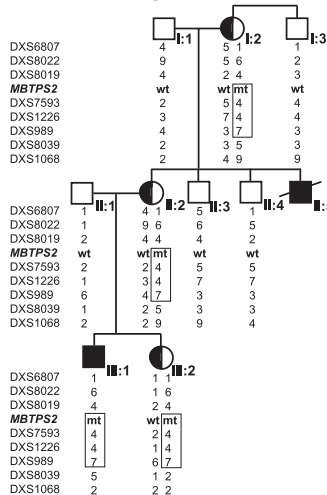 I:1 I:2 I:3
DXS6807 4 5 1 1
DXS8022 9 5 6 2
DXS8019 4 2 4 3
MBTPS2 wt wt mt wt
DXS7593 2 5 4 4
DXS1226 3 7 4 4
DXS989 4 3 7 4
DXS8039 2 3 5 3
DXS1068 2 4 9 9
II:1 II:2 II:3 II:4 II:
DXS6807 1 4 1 5 1
DXS8022 1 9 6 6 5
DXS8019 2 4 4 4 2
MBTPS2 wt wt mt wt wt
DXS7593 2 2 4 5 5
DXS1226 1 3 4 7 7
DXS989 6 4 7 3 3
DXS8039 1 2 5 3 3
DXS1068 2 2 9 9 4
III:1 III:2
DXS6807 1 1 1
DXS8022 6 1 6
DXS8019 4 2 4
MBTPS2 mt wt mt
DXS7593 4 2 4
DXS1226 4 1 4
DXS989 7 6 7
DXS8039 5 1 2
DXS1068 2 2 2